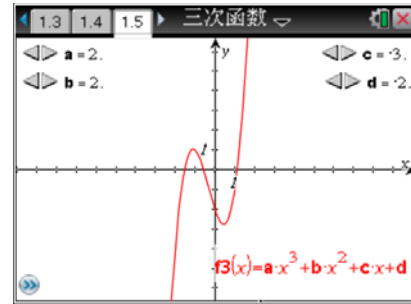 1.3 1.4 1.5 三次函数
a=2. y c=-3.
b=2. d=-2.
1
x
1
f3(x)=a·x³+b·x²+c·x+d